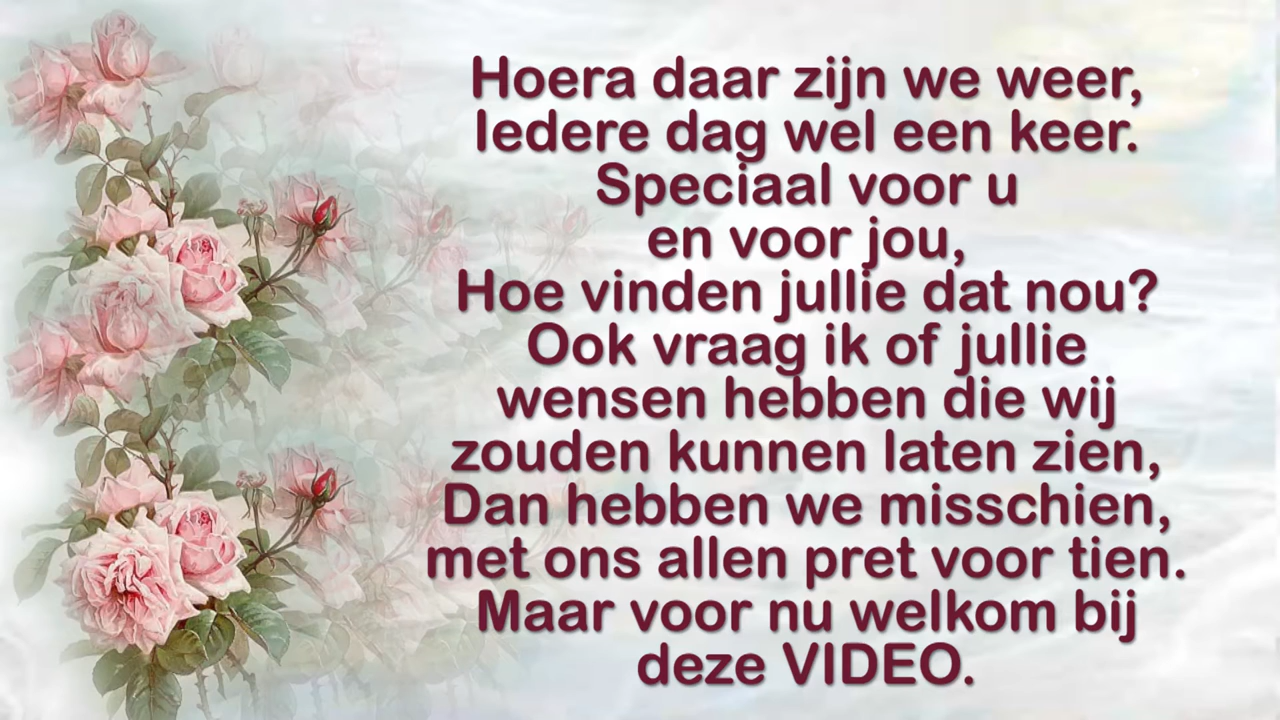 Hoera daar zijn we weer,
Iedere dag wel een keer.
Speciaal voor u
en voor jou,
Hoe vinden jullie dat nou?
Ook vraag ik of jullie
wensen hebben die wij
zouden kunnen laten zien,
Dan hebben we misschien,
met ons allen pret voor tien.
Maar voor nu welkom bij
deze VIDEO.